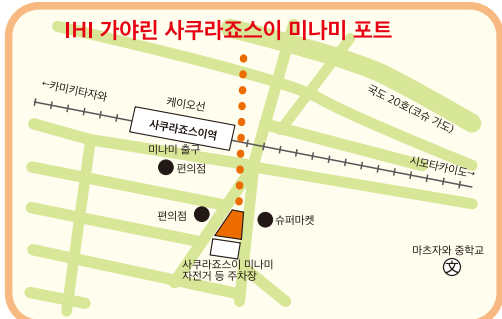 IHI 가야린 사쿠라죠스이 미나미 포트
←카미키타자와
국도 20호(코슈 가도)
케이오선
사쿠라죠스이역
미나미 출구
편의점
시모타카이도→
편의점
슈퍼마켓
마츠자와 중학교
文
사쿠라죠스이 미나미
자전거 등 주차장